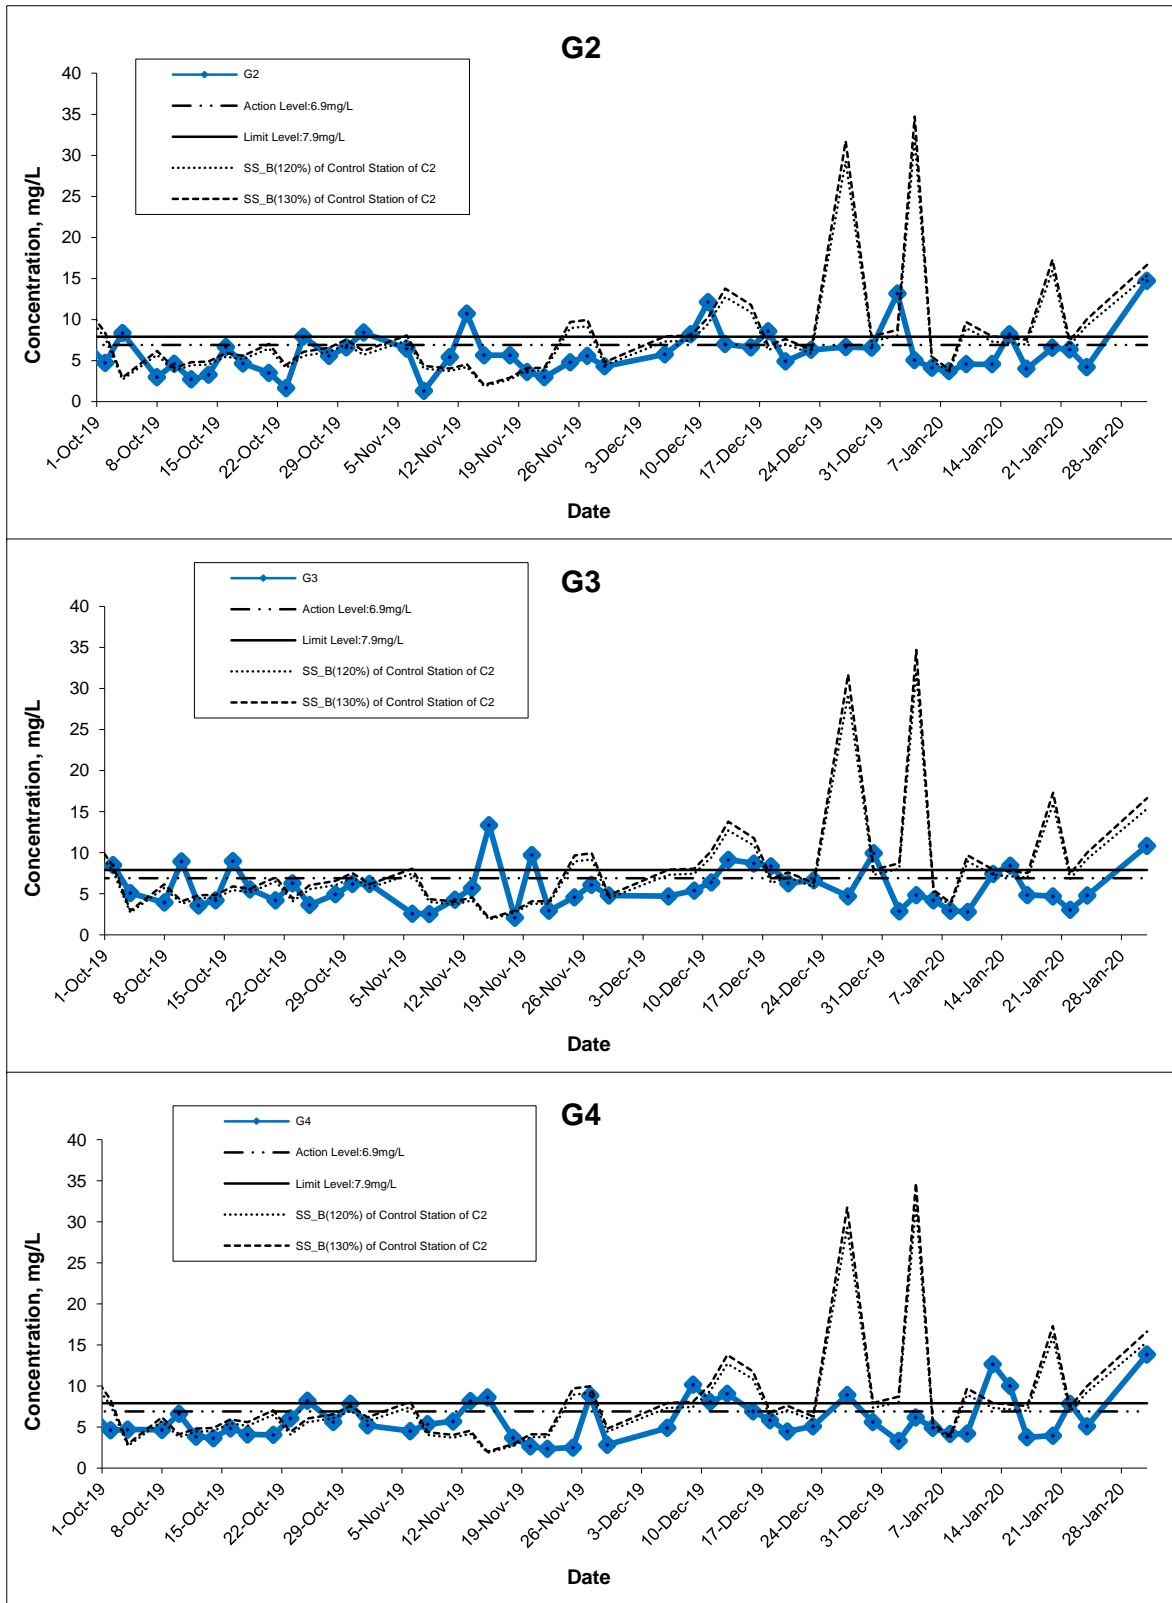 G2
G2
Action Level:6.9mg/L
Limit Level:7.9mg/L
SS_B(120%) of Control Station of C2
SS_B(130%) of Control Station of C2
Concentration, mg/L
40
35
30
25
20
15
10
5
0
1-Oct-19
8-Oct-19
15-Oct-19
22-Oct-19
29-Oct-19
5-Nov-19
12-Nov-19
19-Nov-19
26-Nov-19
3-Dec-19
10-Dec-19
17-Dec-19
24-Dec-19
31-Dec-19
7-Jan-20
14-Jan-20
21-Jan-20
28-Jan-20
Date
G3
G3
Action Level:6.9mg/L
Limit Level:7.9mg/L
SS_B(120%) of Control Station of C2
SS_B(130%) of Control Station of C2
Concentration, mg/L
40
35
30
25
20
15
10
5
0
1-Oct-19
8-Oct-19
15-Oct-19
22-Oct-19
29-Oct-19
5-Nov-19
12-Nov-19
19-Nov-19
26-Nov-19
3-Dec-19
10-Dec-19
17-Dec-19
24-Dec-19
31-Dec-19
7-Jan-20
14-Jan-20
21-Jan-20
28-Jan-20
Date
G4
G4
Action Level:6.9mg/L
Limit Level:7.9mg/L
SS_B(120%) of Control Station of C2
SS_B(130%) of Control Station of C2
Concentration, mg/L
40
35
30
25
20
15
10
5
0
1-Oct-19
8-Oct-19
15-Oct-19
22-Oct-19
29-Oct-19
5-Nov-19
12-Nov-19
19-Nov-19
26-Nov-19
3-Dec-19
10-Dec-19
17-Dec-19
24-Dec-19
31-Dec-19
7-Jan-20
14-Jan-20
21-Jan-20
28-Jan-20
Date